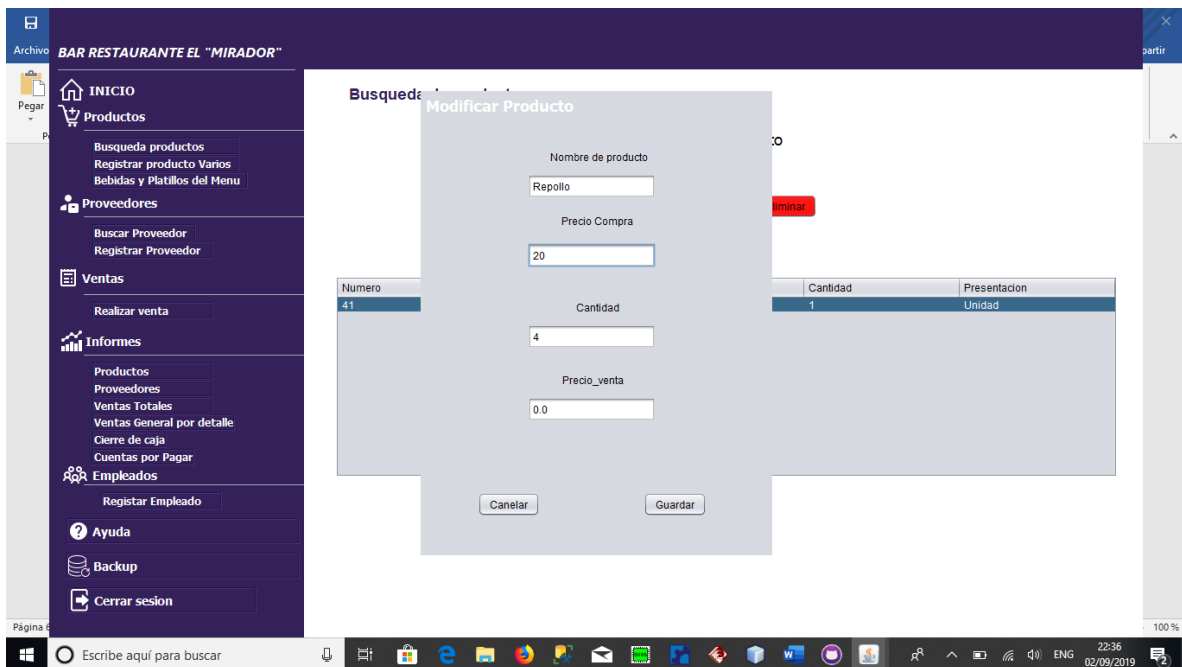 Archivo
BAR RESTAURANTE EL "MIRADOR"
partir
Pegar
INICIO
Productos
Busqueda productos
Registrar producto Varios
Bebidas y Platillos del Menu
Proveedores
Buscar Proveedor
Registrar Proveedor
Ventas
Realizar venta
Informes
Productos
Proveedores
Ventas Totales
Ventas General por detalle
Cierre de caja
Cuentas por Pagar
Empleados
Registar Empleado
Ayuda
Backup
Cerrar sesion
Busqueda
Modificar Producto
Nombre de producto
Repollo
Precio Compra
20
Cantidad
4
Precio_venta
0.0
Canelar
Guardar
liminar
Numero Cantidad Presentacion
41 1 Unidad
Página 6
100 %
Escribe aquí para buscar
ENG
22:36
02/09/2019